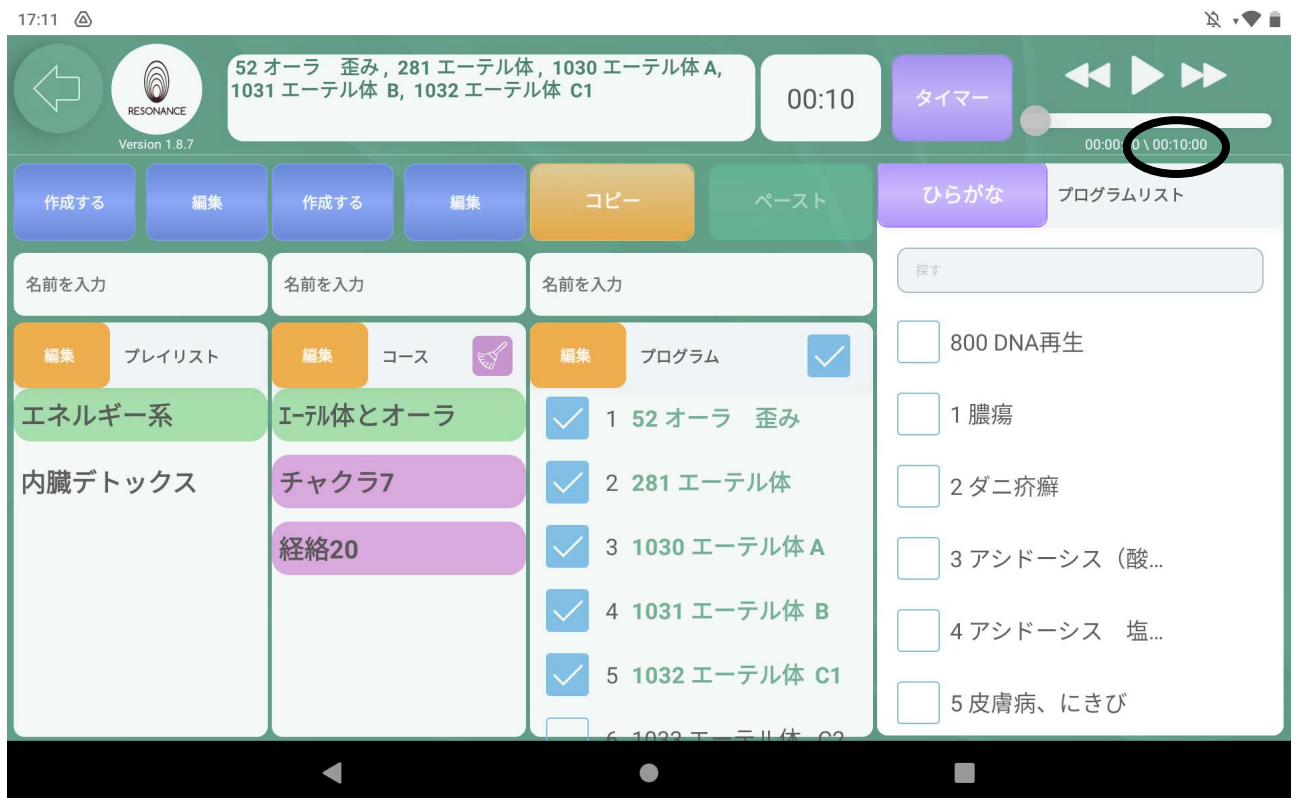 17:11
RESONANCE
Version 1.8.7
52 オーラ　歪み , 281 エーテル体 , 1030 エーテル体 A,
1031 エーテル体 B, 1032 エーテル体 C1
00:10
タイマー
00:00: 0 \ 00:10:00
作成する
編集
作成する
編集
コピー
ペースト
ひらがな
プログラムリスト
名前を入力
名前を入力
名前を入力
探す
編集
プレイリスト
編集
コース
編集
プログラム
エネルギー系
内臓デトックス
ｴｰﾃﾙ体とオーラ
チャクラ7
経絡20
1 52 オーラ　歪み
2 281 エーテル体
3 1030 エーテル体 A
4 1031 エーテル体 B
5 1032 エーテル体 C1
6 1033 エーテル体 C2
800 DNA再生
1 膿瘍
2 ダニ疥癬
3 アシドーシス（酸...
4 アシドーシス　塩...
5 皮膚病、にきび